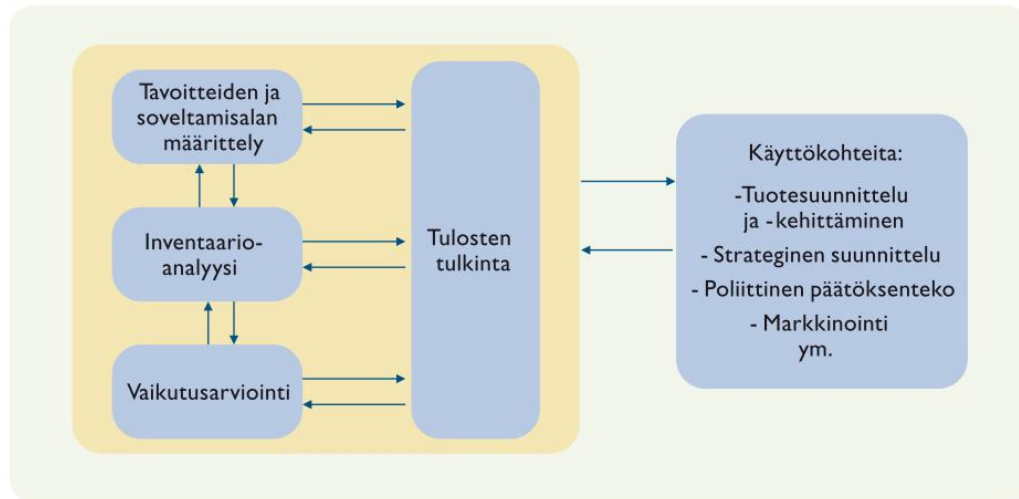 Tavoitteiden ja
soveltamisalan
määrittely
Inventaario-
analyysi
Vaikutusarviointi
Tulosten
tulkinta
Käyttökohteita:
-Tuotesuunnittelu
ja -kehittäminen
- Strateginen suunnittelu
- Poliittinen päätöksenteko
- Markkinointi
ym.